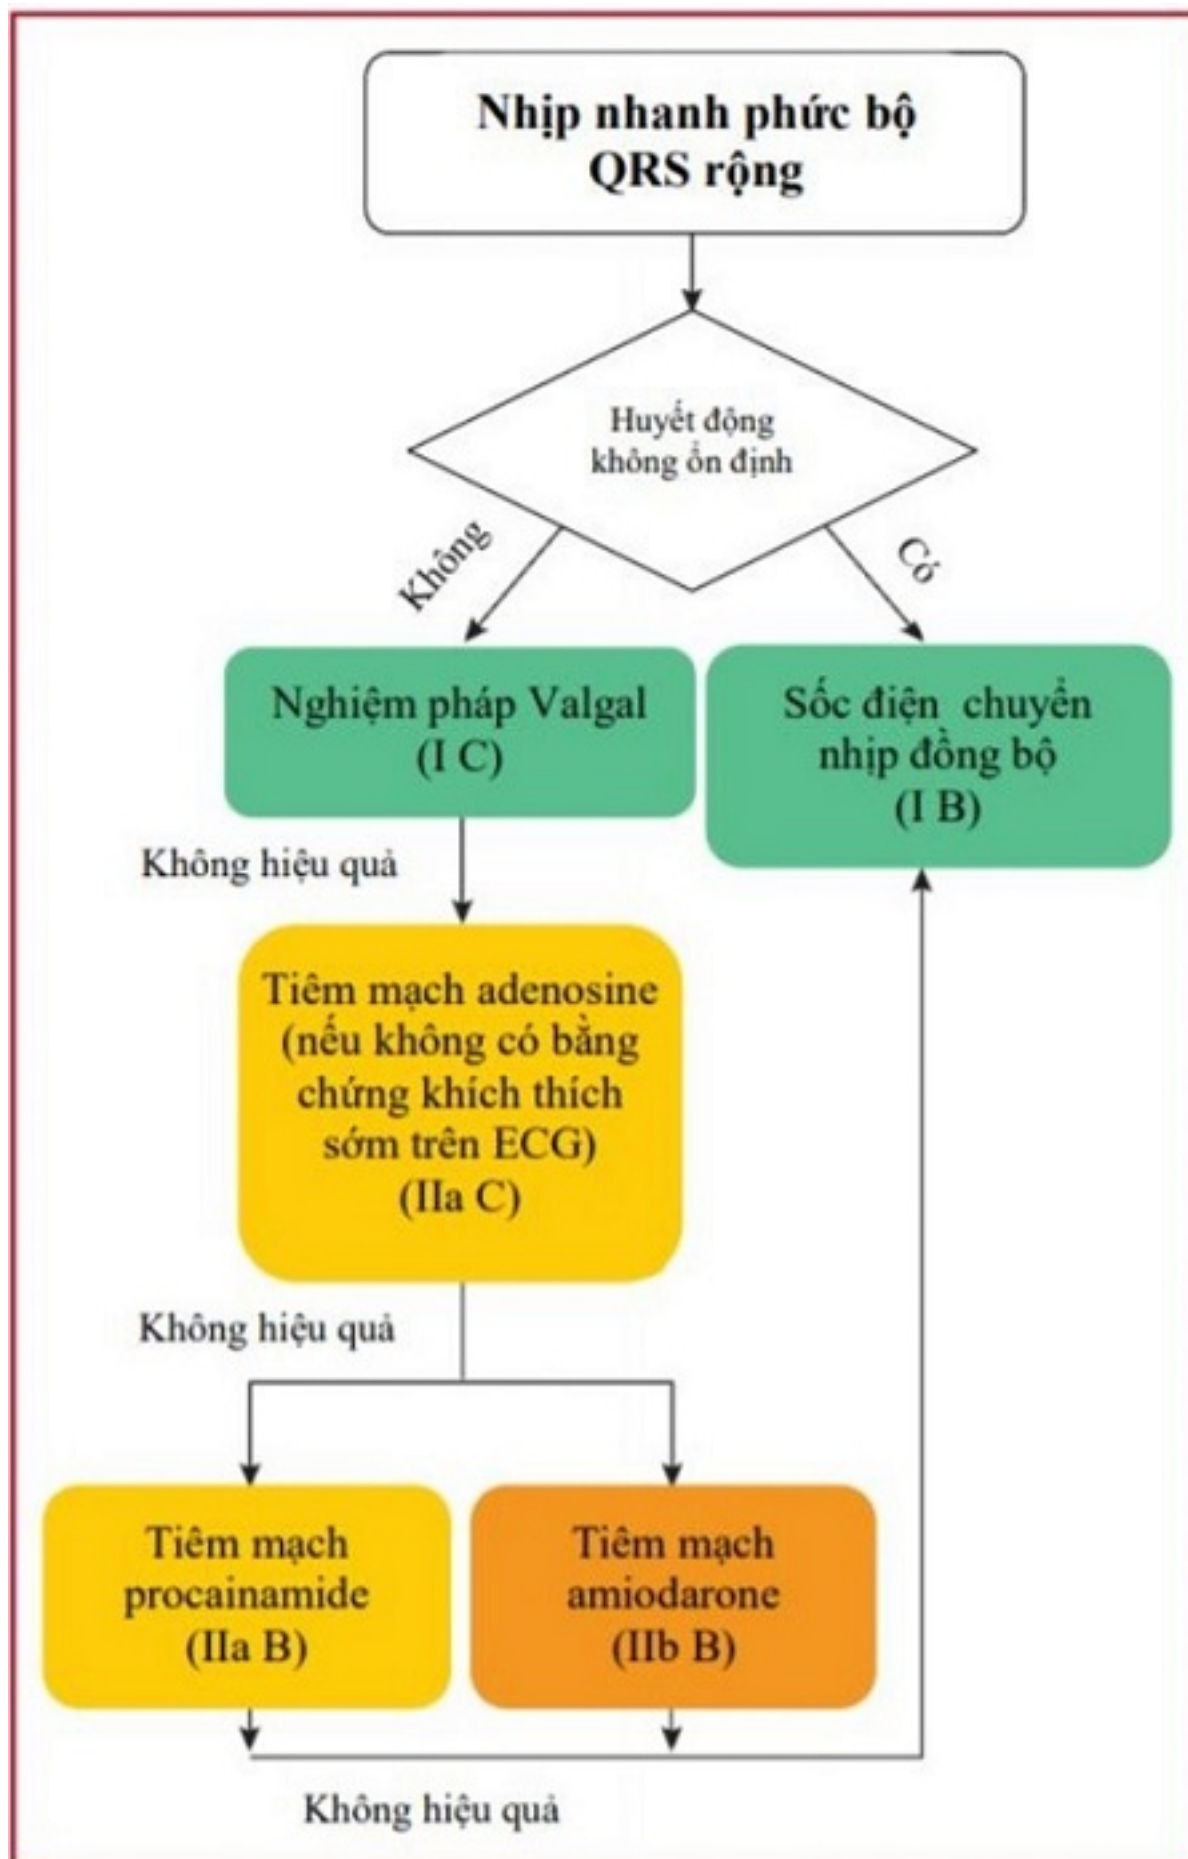 Nhịp nhanh phức bộ
QRS rộng
Huyết động
không ổn định
Không
Có
Nghiệm pháp Valgal
(I C)
Sốc điện chuyển
nhịp đồng bộ
(I B)
Không hiệu quả
Tiêm mạch adenosine
(nếu không có bằng
chứng khích thích
sớm trên ECG)
(IIa C)
Không hiệu quả
Tiêm mạch
procainamide
(IIa B)
Tiêm mạch
amiodarone
(IIb B)
Không hiệu quả